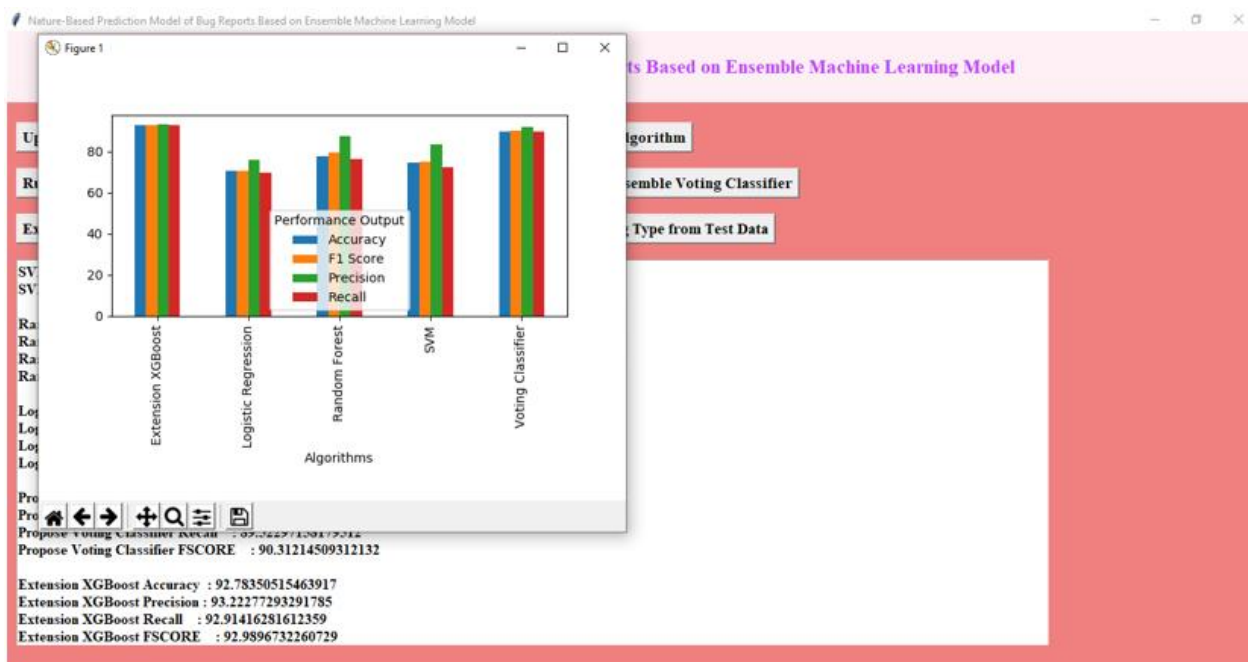 Nature-Based Prediction Model of Bug Reports Based on Ensemble Machine Learning Model
Figure 1
Based on Ensemble Machine Learning Model
80
60
40
20
0
Performance Output
Accuracy
F1 Score
Precision
Recall
Extension XGBoost
Logistic Regression
Random Forest
SVM
Voting Classifier
Algorithms
Voting Classifier
Type from Test Data
Propose Voting Classifier FSCORE : 90.31214509312132
Extension XGBoost Accuracy : 92.78350515463917
Extension XGBoost Precision : 93.22277293291785
Extension XGBoost Recall : 92.91416281612359
Extension XGBoost FSCORE : 92.9896732260729